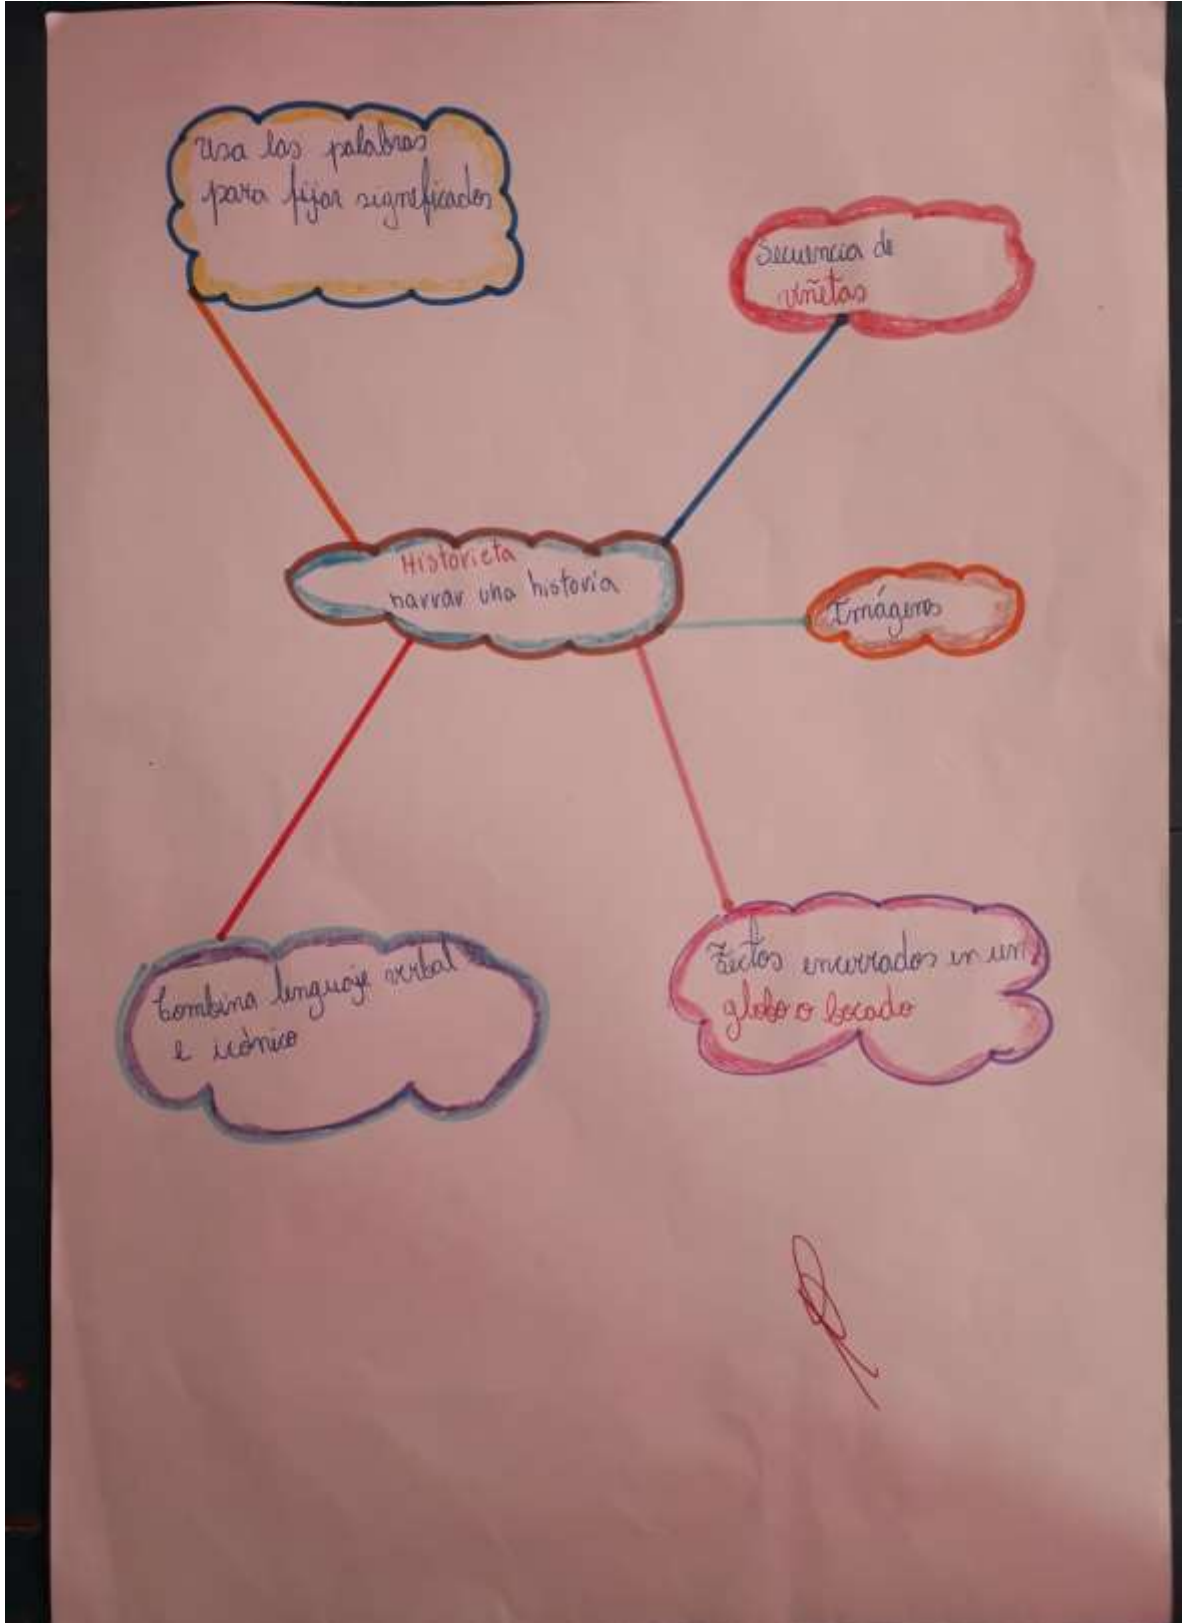 Usa las palabras
para fijar significados
Secuencia de
viñetas
Historieta
narrar una historia
Imágenes
Combina lenguaje verbal
e icónico
Textos encerrados en un
globo o bocado